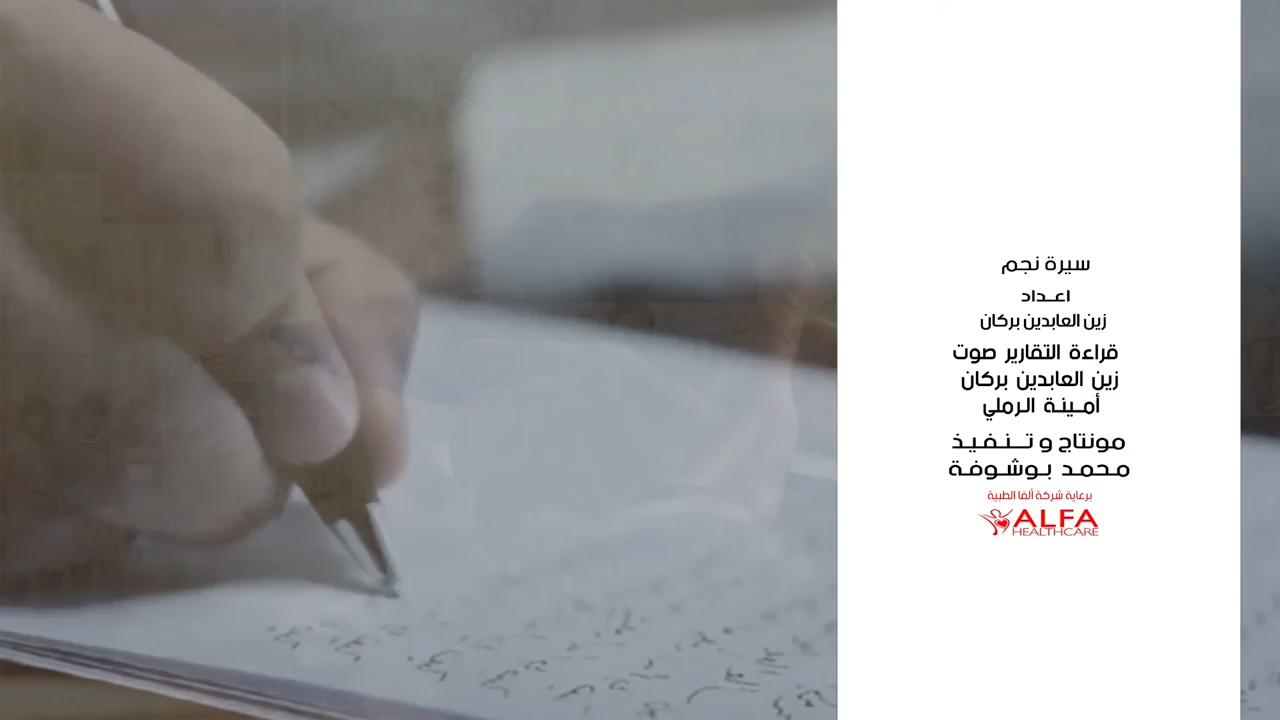 سيرة نجم
اعـداد
زين العابدين بركان
قراءة التقارير صوت
زين العابدين بركان
أمـينـة الرملي
مونتاج و تـنـفـيـذ
محمد بـوشـوفـة
برعاية شركة ألفا الطبية
ALFA
HEALTHCARE